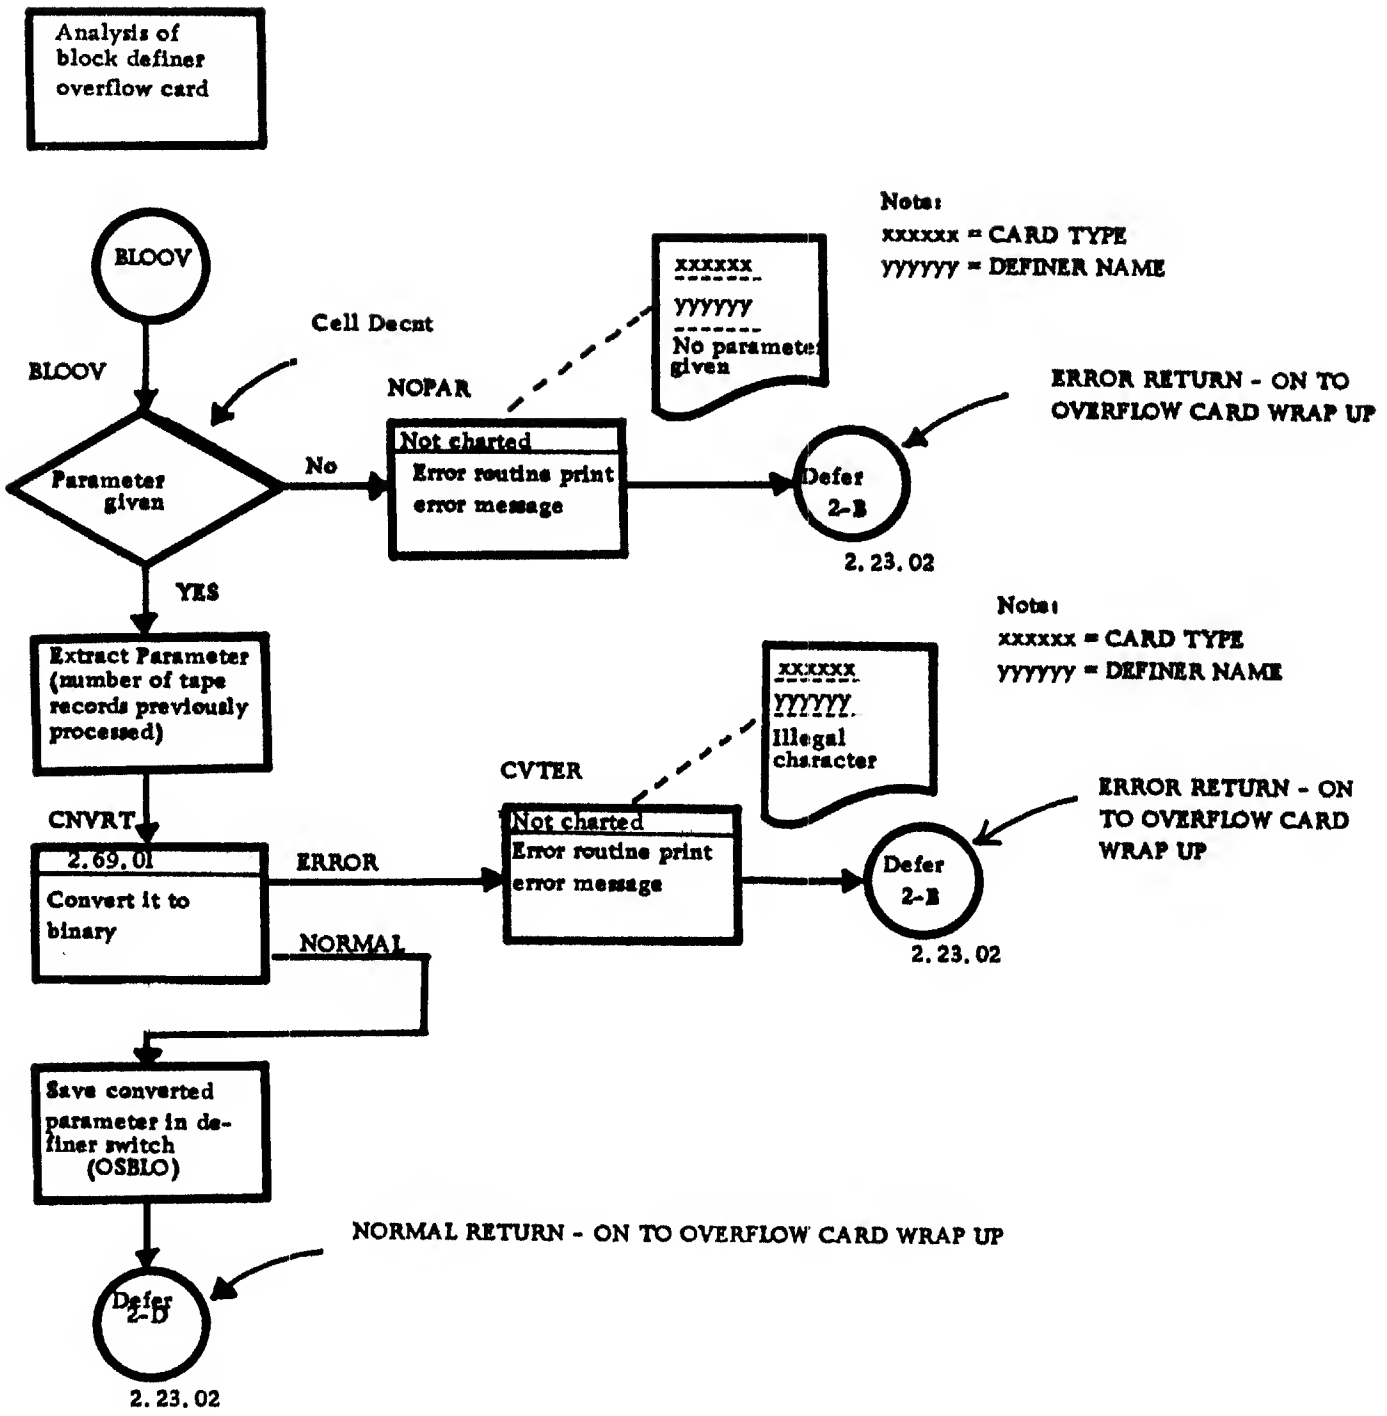 Analysis of
block definer
overflow card
BLOOV
Note:
xxxxxx = CARD TYPE
yyyyyy = DEFINER NAME
xxxxxx
yyyyyy
No parameter
given
Cell Decnt
BLOOV
NOPAR
ERROR RETURN - ON TO
OVERFLOW CARD WRAP UP
Parameter
given
No
Not charted
Error routine print
error message
Defer
2-B
2.23.02
YES
Extract Parameter
(number of tape
records previously
processed)
Note:
xxxxxx = CARD TYPE
yyyyyy = DEFINER NAME
xxxxxx
yyyyyy
Illegal
character
CNVRT
2.69.01
Convert it to
binary
ERROR
CVTER
Not charted
Error routine print
error message
ERROR RETURN - ON
TO OVERFLOW CARD
WRAP UP
Defer
2-B
2.23.02
NORMAL
Save converted
parameter in de-
finer switch
(OSBLO)
NORMAL RETURN - ON TO OVERFLOW CARD WRAP UP
Defer
2-D
2.23.02